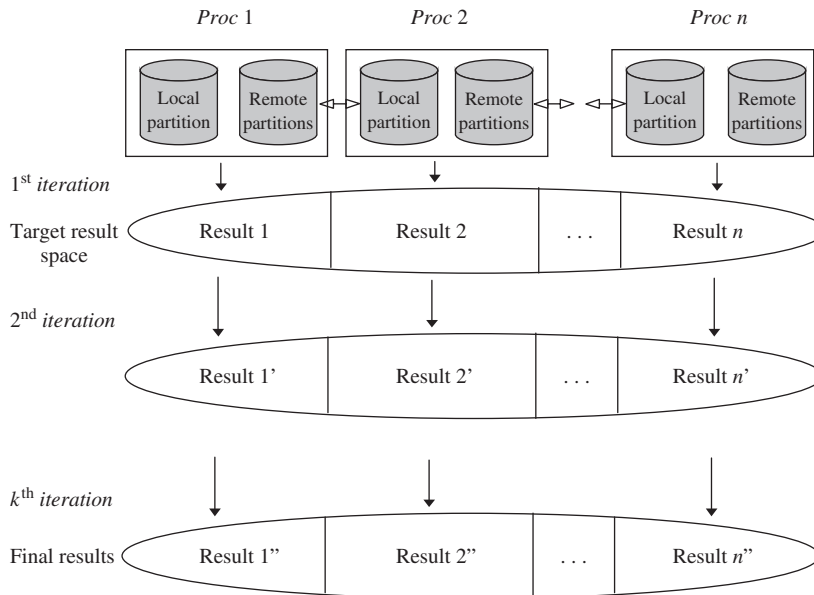 Proc 1 Proc 2 Proc n
Local partition Remote partitions Local partition Remote partitions Local partition Remote partitions
1st iteration
Target result space Result 1 Result 2 . . . Result n
2nd iteration
Result 1' Result 2' . . . Result n'
kth iteration
Final results Result 1" Result 2" . . . Result n"